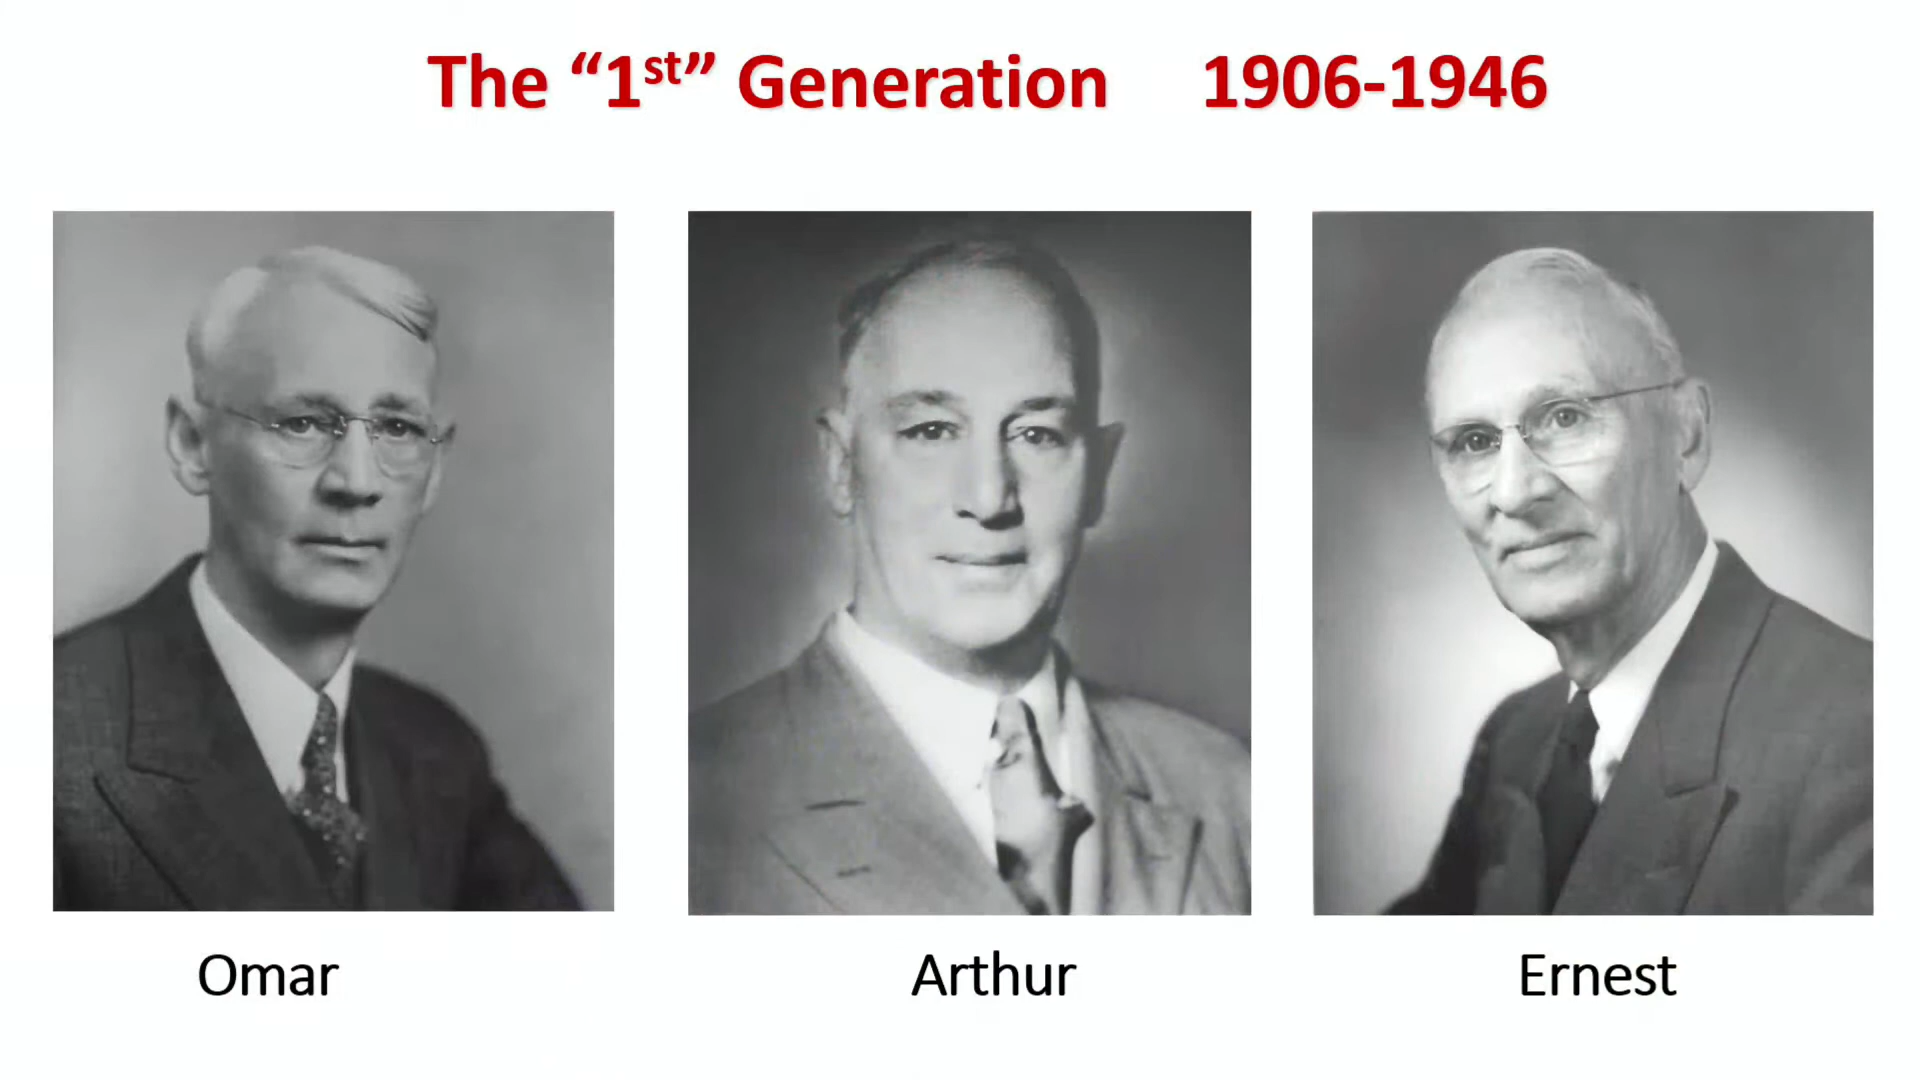 The “1st” Generation 1906-1946
Omar
Arthur
Ernest